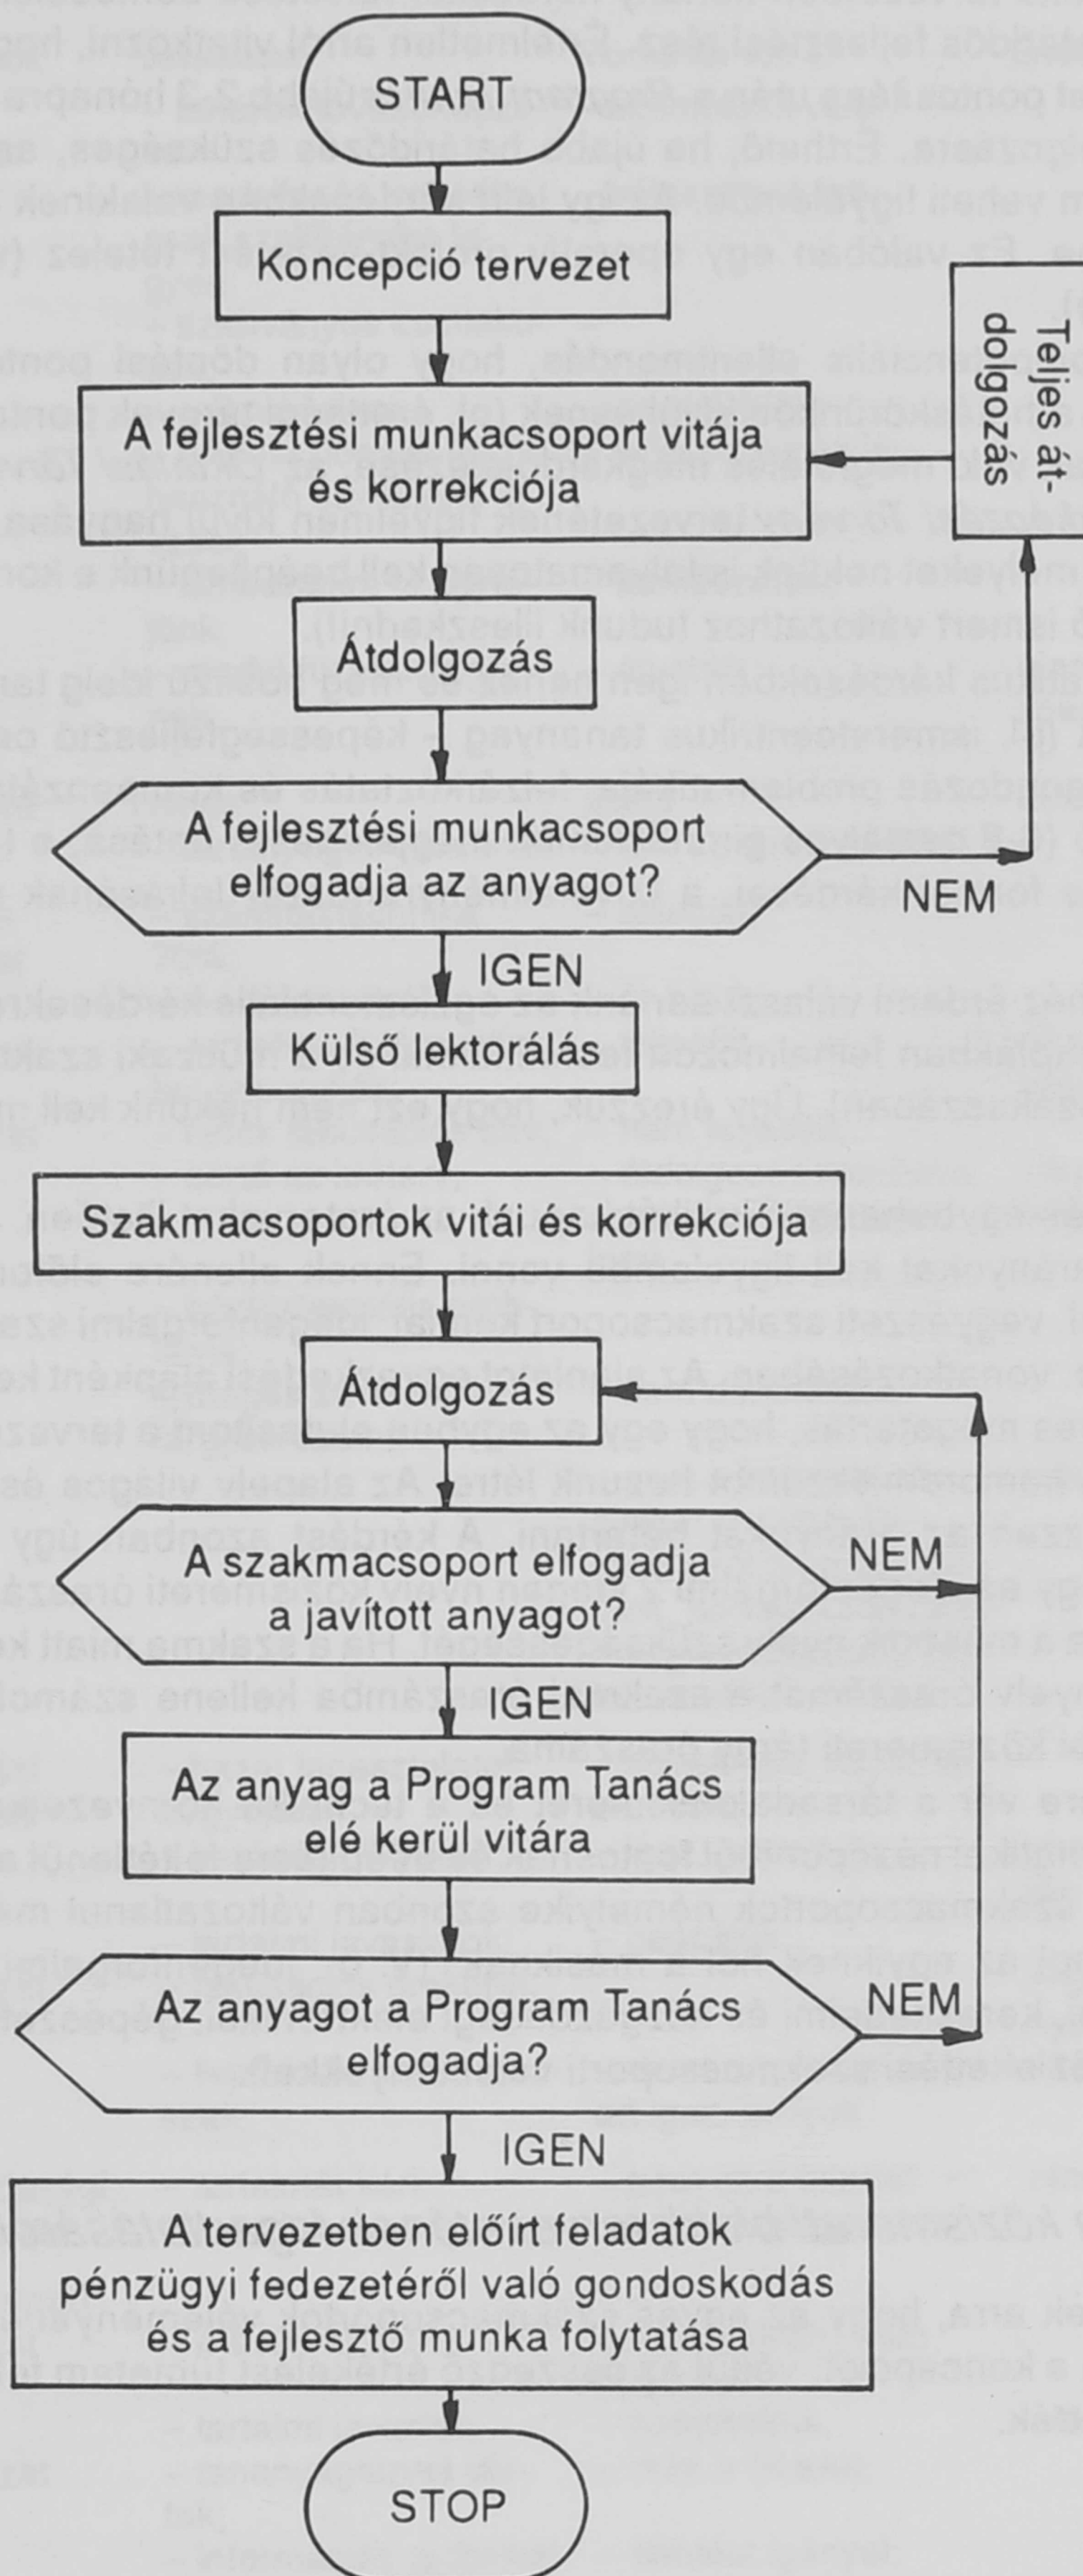 START
Koncepció tervezet
A fejlesztési munkacsoport vitája
és korrekciója
Teljes át-
dolgozás
Átdolgozás
A fejlesztési munkacsoport
elfogadja az anyagot?
NEM
IGEN
Külső lektorálás
Szakmacsoportok vitái és korrekciója
Átdolgozás
A szakmacsoport elfogadja
a javított anyagot?
NEM
IGEN
Az anyag a Program Tanács
elé kerül vitára
Az anyagot a Program Tanács
elfogadja?
NEM
IGEN
A tervezetben előírt feladatok
pénzügyi fedezetéről való gondoskodás
és a fejlesztő munka folytatása
STOP